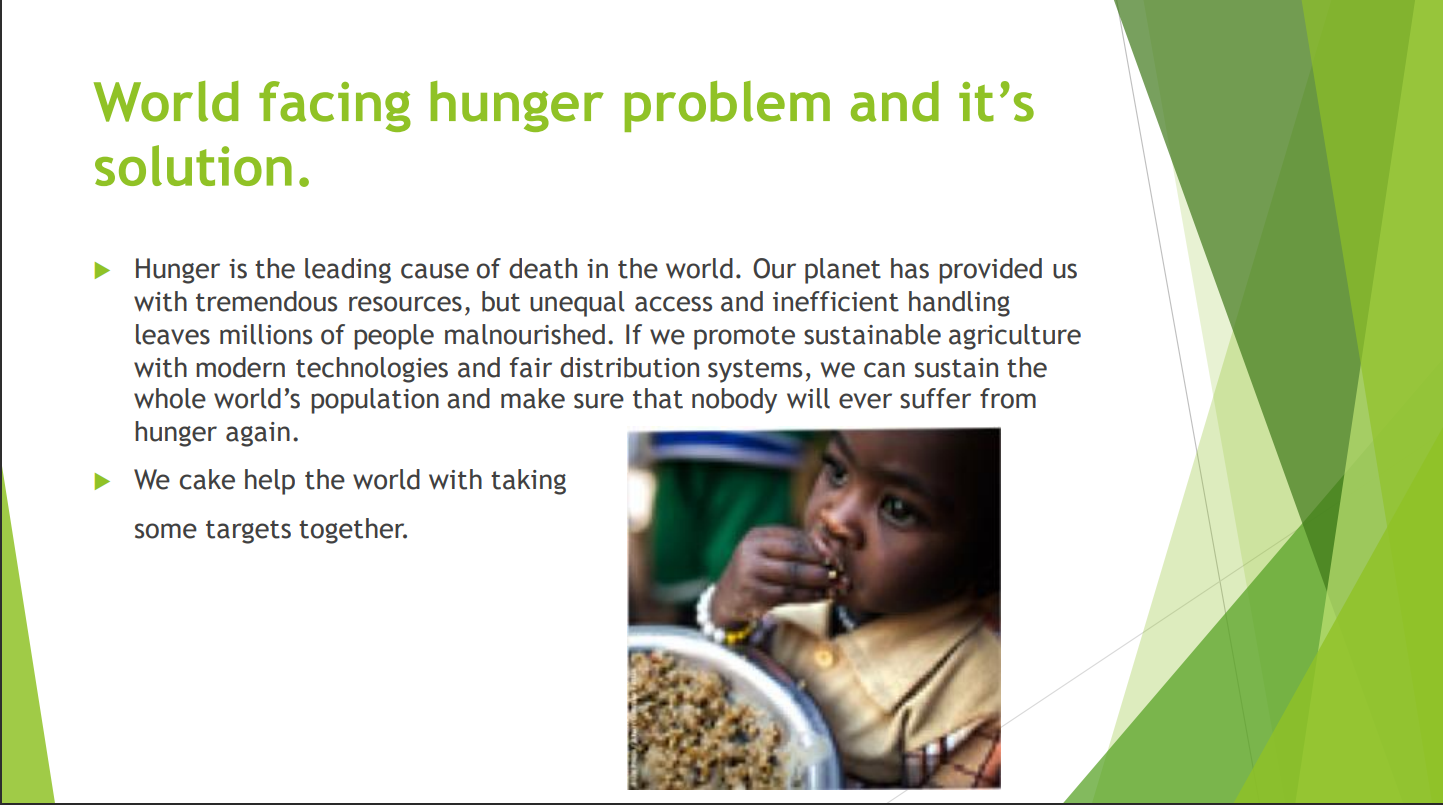 World facing hunger problem and it’s
solution.
Hunger is the leading cause of death in the world. Our planet has provided us
with tremendous resources, but unequal access and inefficient handling
leaves millions of people malnourished. If we promote sustainable agriculture
with modern technologies and fair distribution systems, we can sustain the
whole world’s population and make sure that nobody will ever suffer from
hunger again.
We cake help the world with taking
some targets together.